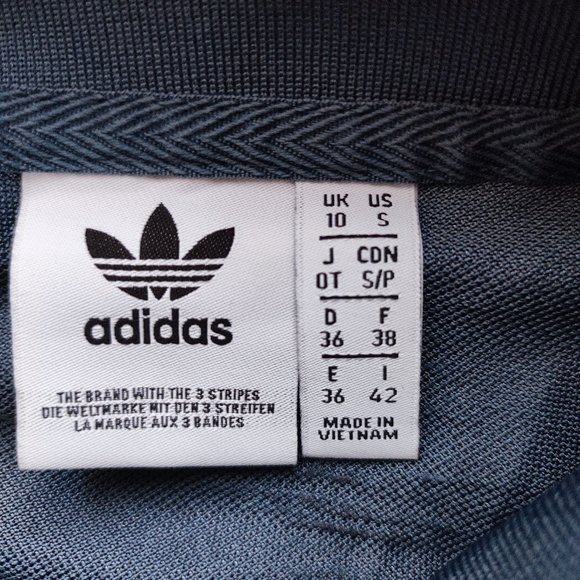 adidas
THE BRAND WITH THE 3 STRIPES
DIE WELTMARKE MIT DEN 3 STREIFEN
LA MARQUE AUX 3 BANDES
UK US
10 S
J CDN
OT S/P
D F
36 38
E I
36 42
MADE IN
VIETNAM